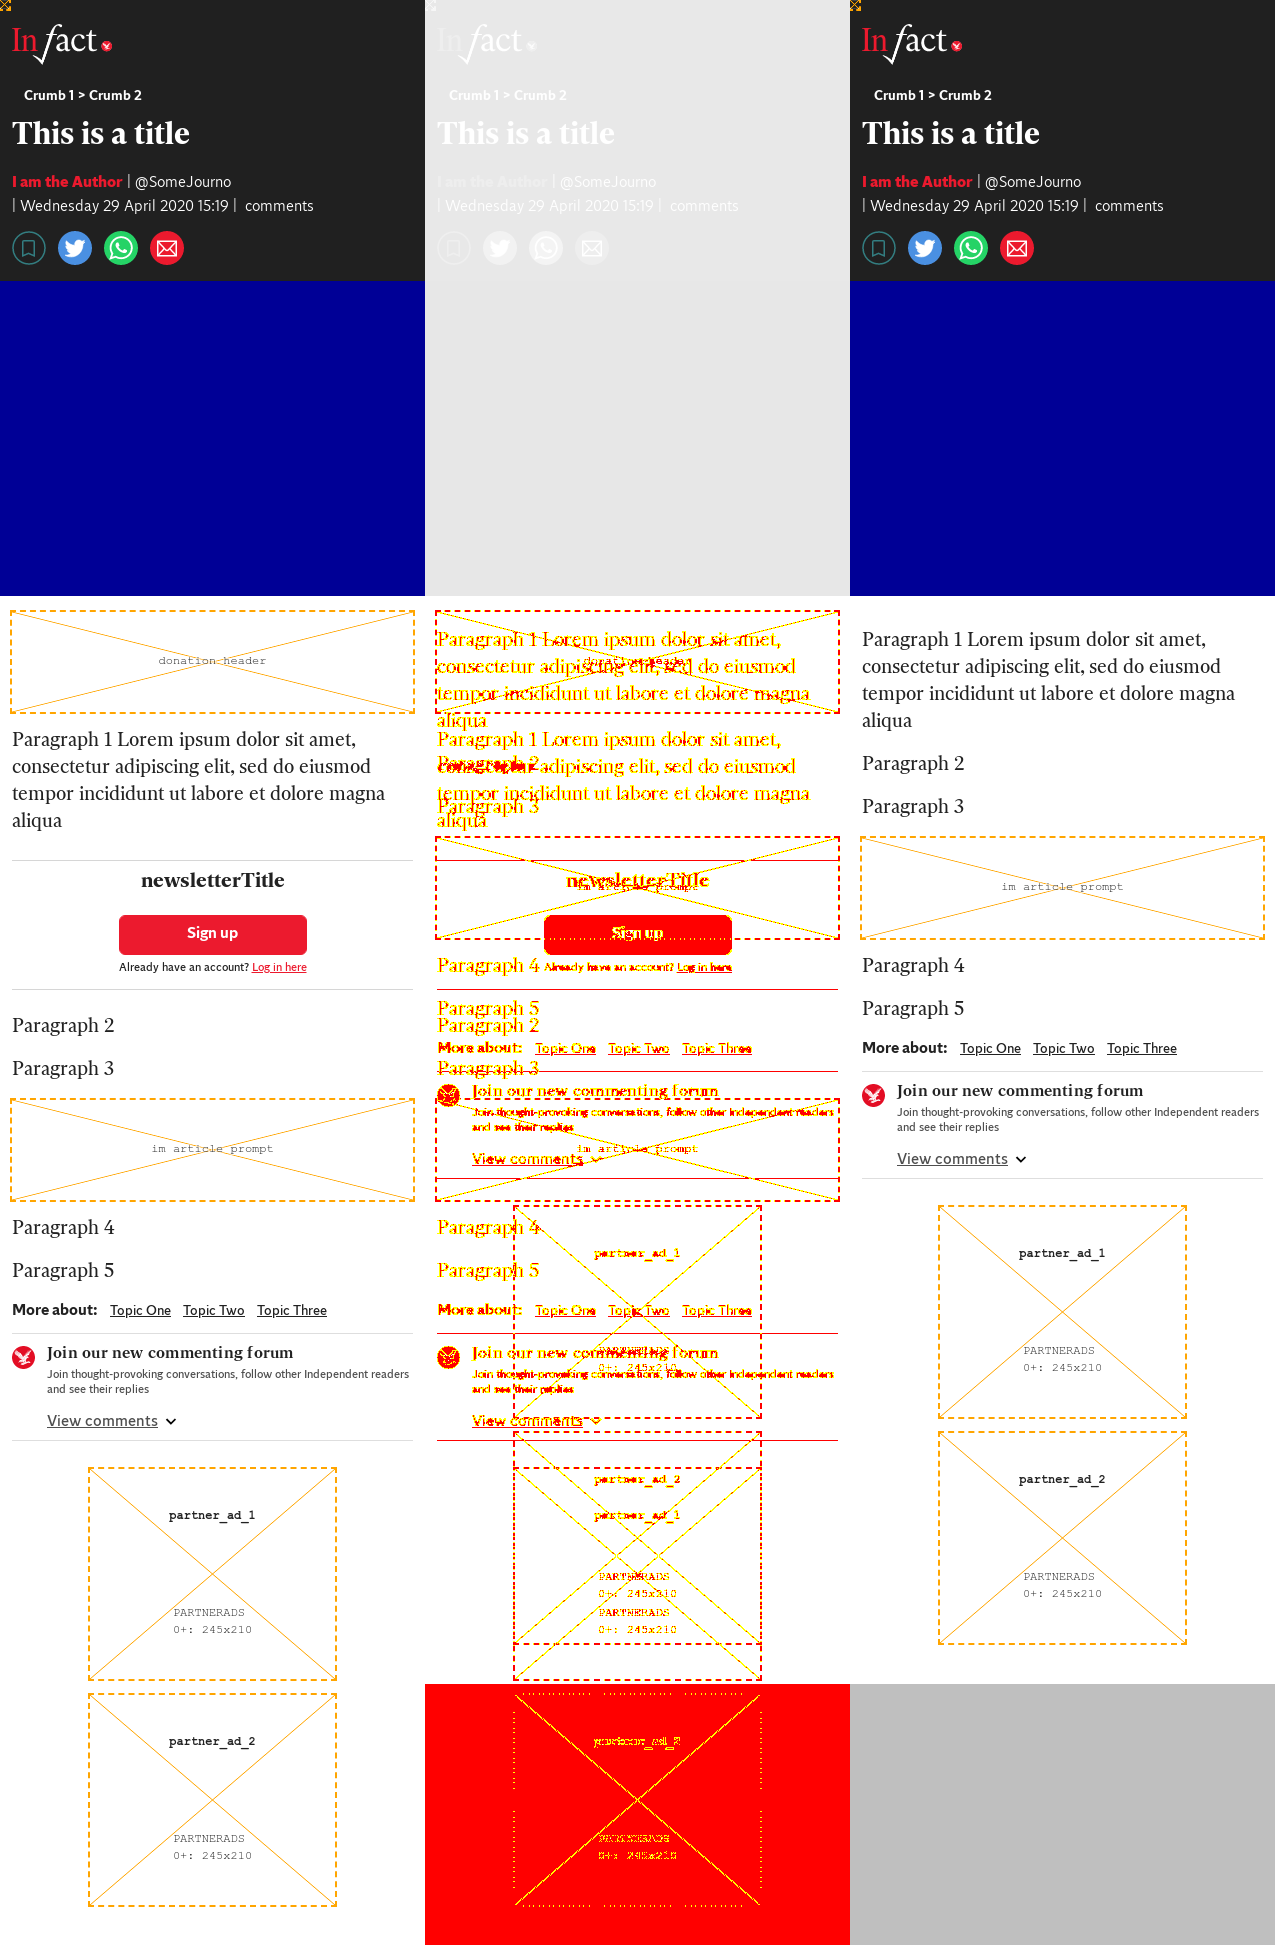 Infact
Crumb 1 > Crumb 2
This is a title
I am the Author | @SomeJourno
| Wednesday 29 April 2020 15:19 | comments
donation header
Paragraph 1 Lorem ipsum dolor sit amet,
consectetur adipiscing elit, sed do eiusmod
tempor incididunt ut labore et dolore magna
aliqua
newsletterTitle
Sign up
Already have an account? Log in here
Paragraph 2
Paragraph 3
im article prompt
Paragraph 4
Paragraph 5
More about: Topic One Topic Two Topic Three
Join our new commenting forum
Join thought-provoking conversations, follow other Independent readers
and see their replies
View comments
partner_ad_1
PARTNERADS
0+: 245x210
partner_ad_2
PARTNERADS
0+: 245x210
Infact
Crumb 1 > Crumb 2
This is a title
I am the Author | @SomeJourno
| Wednesday 29 April 2020 15:19 | comments
Paragraph 1 Lorem ipsum dolor sit amet,
consectetur adipiscing elit, sed do eiusmod
tempor incididunt ut labore et dolore magna
aliqua
Paragraph 1 Lorem ipsum dolor sit amet,
Paragraph 2
consectetur adipiscing elit, sed do eiusmod
tempor incididunt ut labore et dolore magna
Paragraph 3
aliqua
newsletterTitle
im article prompt
Sign up
Paragraph 4
Already have an account? Log in here
Paragraph 5
Paragraph 2
More about: Topic One Topic Two Topic Three
Paragraph 3
Join our new commenting forum
Join thought-provoking conversations, follow other Independent readers
and see their replies
im article prompt
View comments
Paragraph 4
partner_ad_1
Paragraph 5
More about: Topic One Topic Two Topic Three
PARTNERADS
Join our new commenting forum
0+: 245x210
Join thought-provoking conversations, follow other Independent readers
and see their replies
View comments
partner_ad_2
partner_ad_1
PARTNERADS
0+: 245x210
PARTNERADS
0+: 245x210
partner_ad_2
PARTNERADS
0+: 245x210
Infact
Crumb 1 > Crumb 2
This is a title
I am the Author | @SomeJourno
| Wednesday 29 April 2020 15:19 | comments
Paragraph 1 Lorem ipsum dolor sit amet,
consectetur adipiscing elit, sed do eiusmod
tempor incididunt ut labore et dolore magna
aliqua
Paragraph 2
Paragraph 3
im article prompt
Paragraph 4
Paragraph 5
More about: Topic One Topic Two Topic Three
Join our new commenting forum
Join thought-provoking conversations, follow other Independent readers
and see their replies
View comments
partner_ad_1
PARTNERADS
0+: 245x210
partner_ad_2
PARTNERADS
0+: 245x210